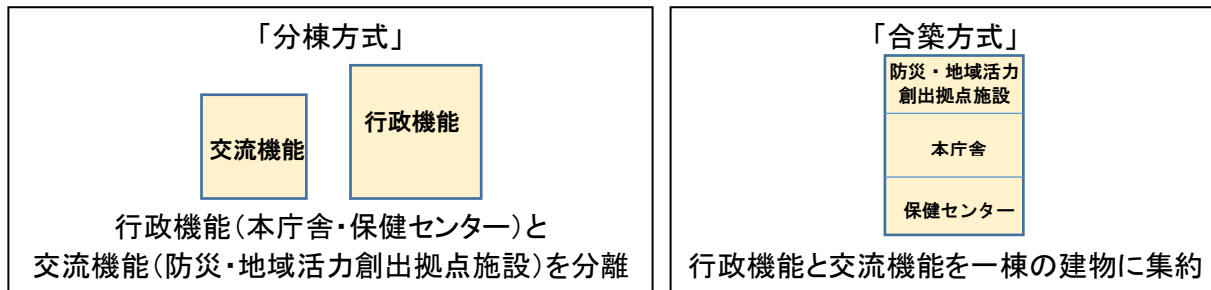 「分棟方式」
交流機能
行政機能
行政機能(本庁舎・保健センター)と
交流機能(防災・地域活力創出拠点施設)を分離
「合築方式」
防災・地域活力
創出拠点施設
本庁舎
保健センター
行政機能と交流機能を一棟の建物に集約